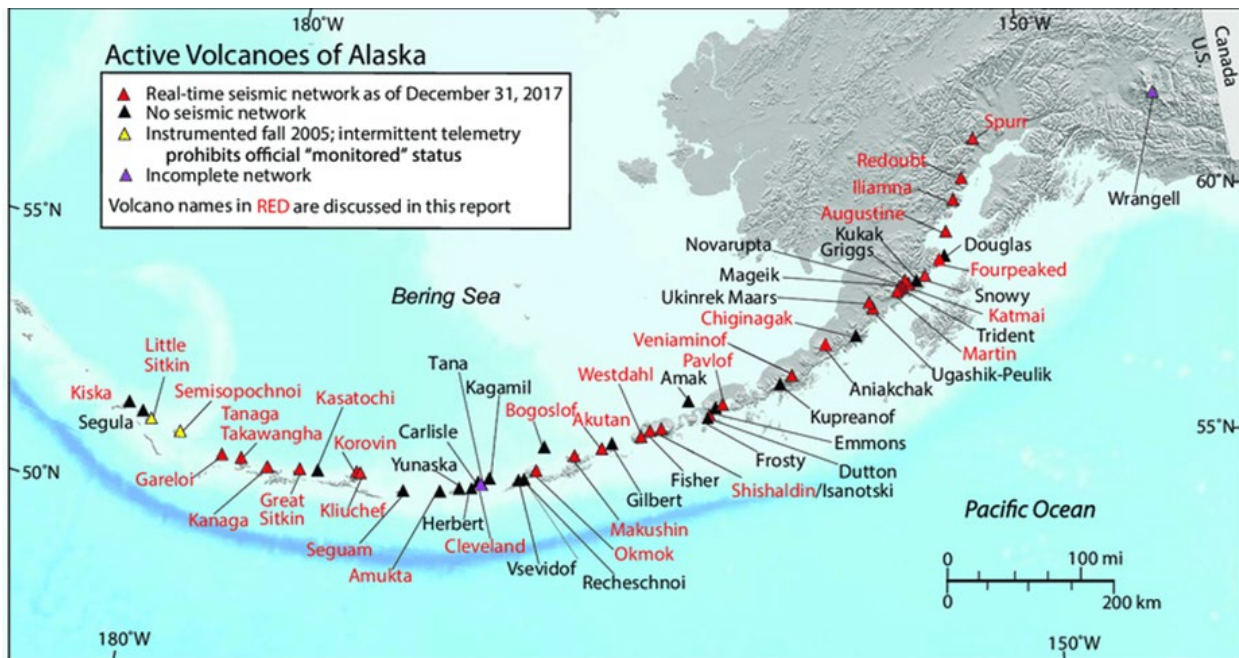 180˚W
150˚W
Canada
U.S.
Active Volcanoes of Alaska
Real-time seismic network as of December 31, 2017
No seismic network
Instrumented fall 2005; intermittent telemetry
prohibits official “monitored” status
Incomplete network
Volcano names in RED are discussed in this report
55˚N
60˚N
Spurr
Redoubt
Iliamna
Wrangell
Augustine
Kukak
Novarupta
Griggs
Douglas
Fourpeaked
Mageik
Snowy
Ukinrek Maars
Katmai
Chiginagak
Trident
Martin
Ugashik-Peulik
Bering Sea
Veniaminof
Pavlof
Aniakchak
Little
Sitkin
Tana
Kagamil
Westdahl
Amak
Kiska
Semisopochnoi
Kasatochi
Bogoslof
Kupreanof
Segula
Tanaga
Takawangha
Akutan
55˚N
Carlisle
Korovin
Emmons
Yunaska
Frosty
Dutton
50˚N
Gareloi
Great
Sitkin
Fisher
Shishaldin/Isanotski
Gilbert
Kanaga
Kliuchef
Herbert
Makushin
Pacific Ocean
Seguam
Cleveland
Okmok
Amukta
Vsevidof
Recheschnoi
0 100 mi
0 200 km
180˚W
150˚W